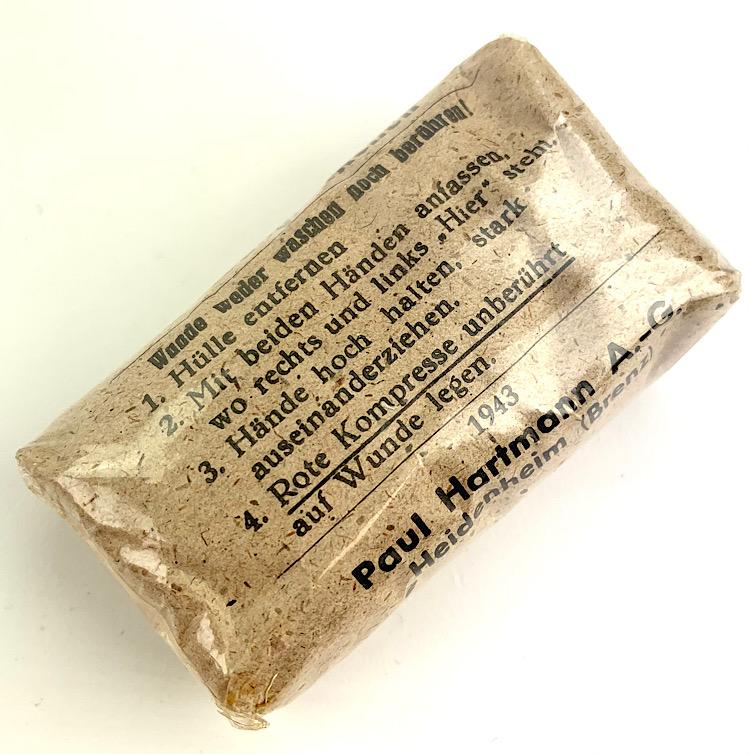 Wunde weder waschen noch berühren!
1. Hülle entfernen
2. Mit beiden Händen anfassen,
wo rechts und links „Hier" steht.
3. Hände hoch halten, stark
auseinanderziehen.
4. Rote Kompresse unberührt
auf Wunde legen.
1943
Paul Hartmann A.-G.
Heidenheim (Brenz)